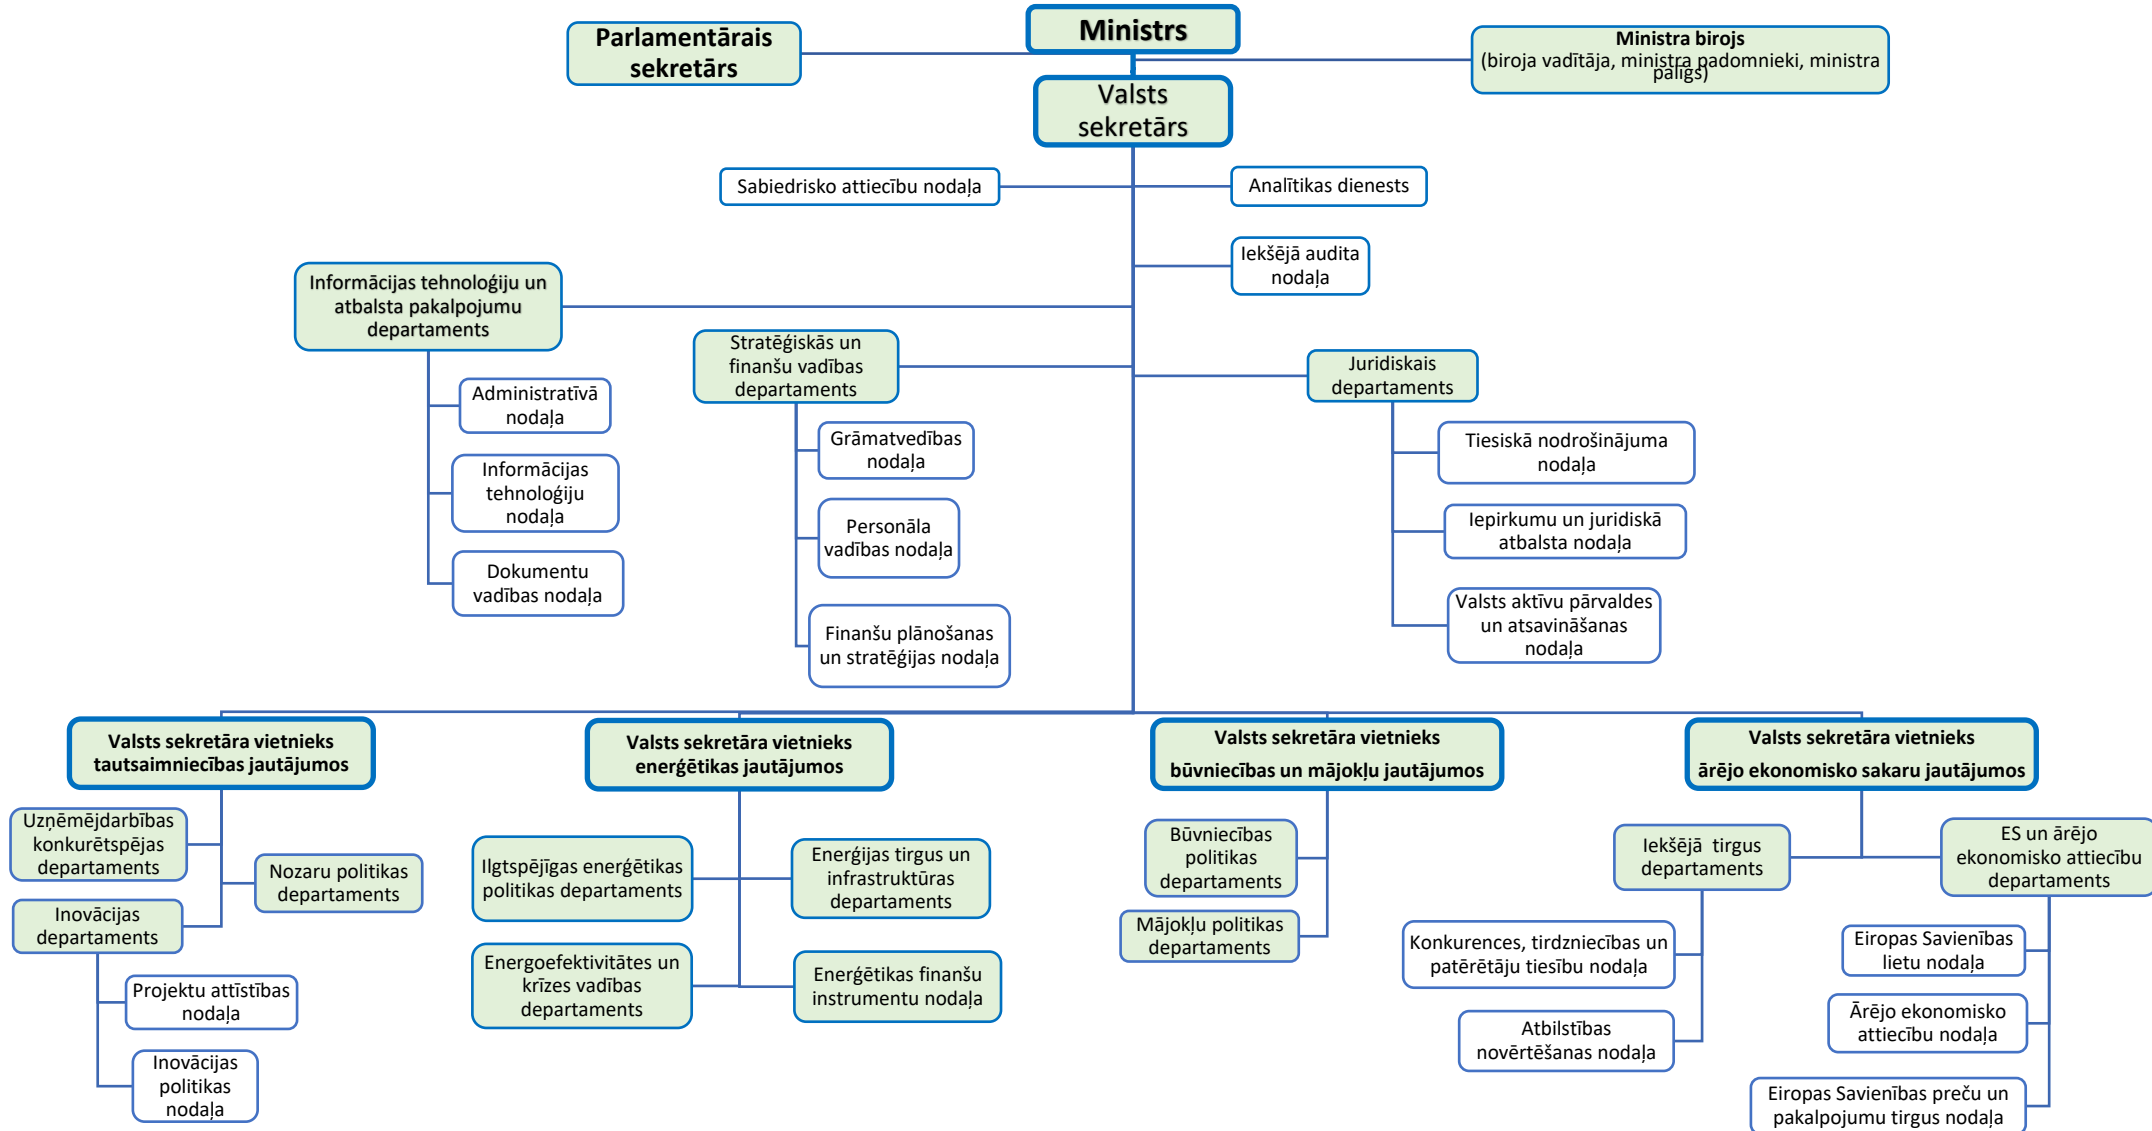 Parlamentārais
sekretārs
Ministrs
Ministra birojs
(biroja vadītāja, ministra padomnieki, ministra
palīgs)
Valsts
sekretārs
Sabiedrisko attiecību nodaļa
Analītikas dienests
Iekšējā audita
nodaļa
Informācijas tehnoloģiju un
atbalsta pakalpojumu
departaments
Administratīvā
nodaļa
Informācijas
tehnoloģiju
nodaļa
Dokumentu
vadības nodaļa
Stratēģiskās un
finanšu vadības
departaments
Grāmatvedības
nodaļa
Personāla
vadības nodaļa
Finanšu plānošanas
un stratēģijas nodaļa
Juridiskais
departaments
Tiesiskā nodrošinājuma
nodaļa
Iepirkumu un juridiskā
atbalsta nodaļa
Valsts aktīvu pārvaldes
un atsavināšanas
nodaļa
Valsts sekretāra vietnieks
tautsaimniecības jautājumos
Uzņēmējdarbības
konkurētspējas
departaments
Nozaru politikas
departaments
Inovācijas
departaments
Projektu attīstības
nodaļa
Inovācijas
politikas
nodaļa
Valsts sekretāra vietnieks
enerģētikas jautājumos
Ilgtspējīgas enerģētikas
politikas departaments
Enerģijas tirgus un
infrastruktūras
departaments
Energoefektivitātes un
krīzes vadības
departaments
Enerģētikas finanšu
instrumentu nodaļa
Valsts sekretāra vietnieks
būvniecības un mājokļu jautājumos
Būvniecības
politikas
departaments
Mājokļu politikas
departaments
Valsts sekretāra vietnieks
ārējo ekonomisko sakaru jautājumos
Iekšējā tirgus
departaments
Konkurences, tirdzniecības un
patērētāju tiesību nodaļa
Atbilstības
novērtēšanas nodaļa
ES un ārējo
ekonomisko attiecību
departaments
Eiropas Savienības
lietu nodaļa
Ārējo ekonomisko
attiecību nodaļa
Eiropas Savienības preču un
pakalpojumu tirgus nodaļa